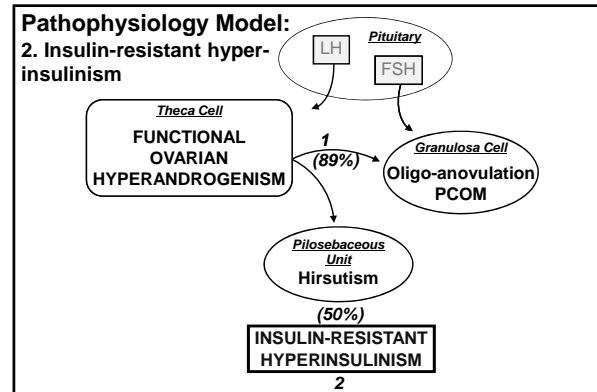 Pathophysiology Model:
2. Insulin-resistant hyper-
insulinism
Pituitary
LH
FSH
Theca Cell
FUNCTIONAL
OVARIAN
HYPERANDROGENISM
1
(89%)
Granulosa Cell
Oligo-anovulation
PCOM
Pilosebaceous
Unit
Hirsutism
(50%)
INSULIN-RESISTANT
HYPERINSULINISM
2